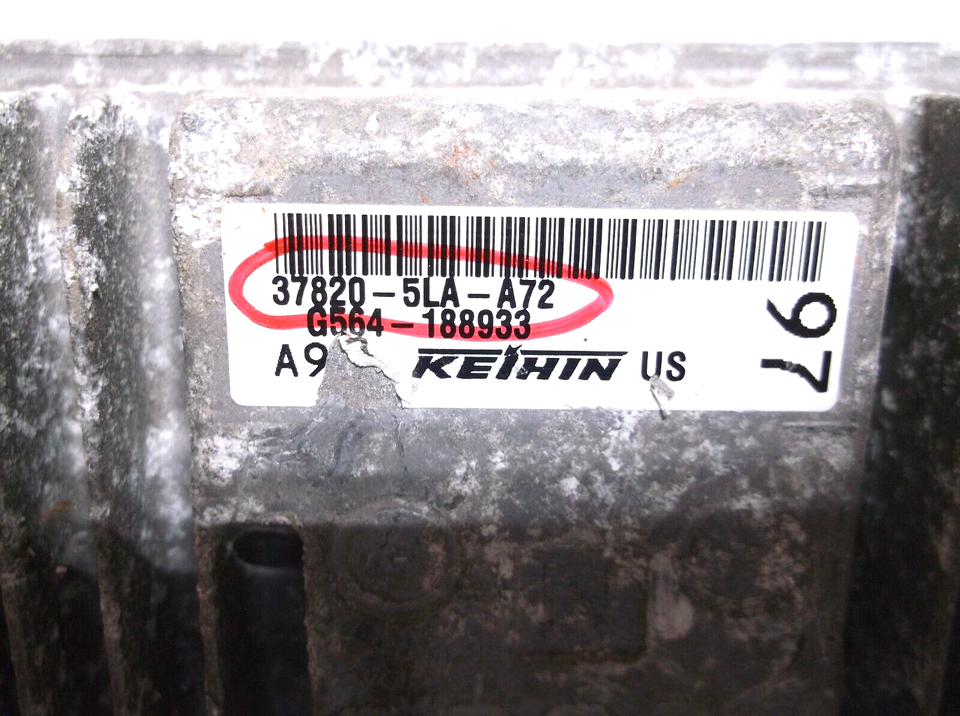 37820-5LA-A72
G564-188933
A9 KEIHIN US
97